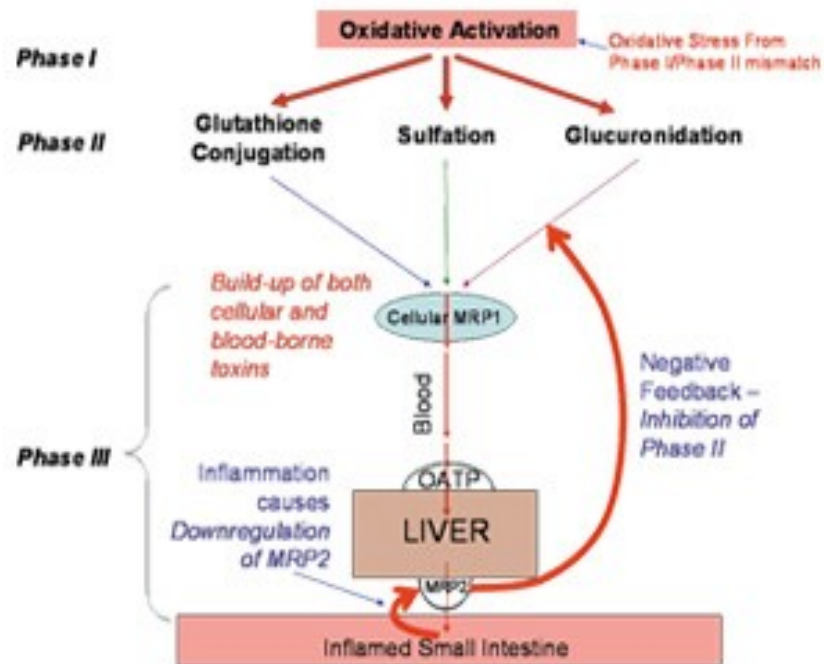 Oxidative Activation
Phase I
Oxidative Stress From
Phase I/Phase II mismatch
Phase II
Glutathione
Conjugation
Sulfation
Glucuronidation
Build-up of both
cellular and
blood-borne
toxins
Cellular MRP1
Blood
Negative
Feedback –
Inhibition of
Phase II
Phase III
Inflammation
causes
Downregulation
of MRP2
OATP
LIVER
MRP2
Inflamed Small Intestine